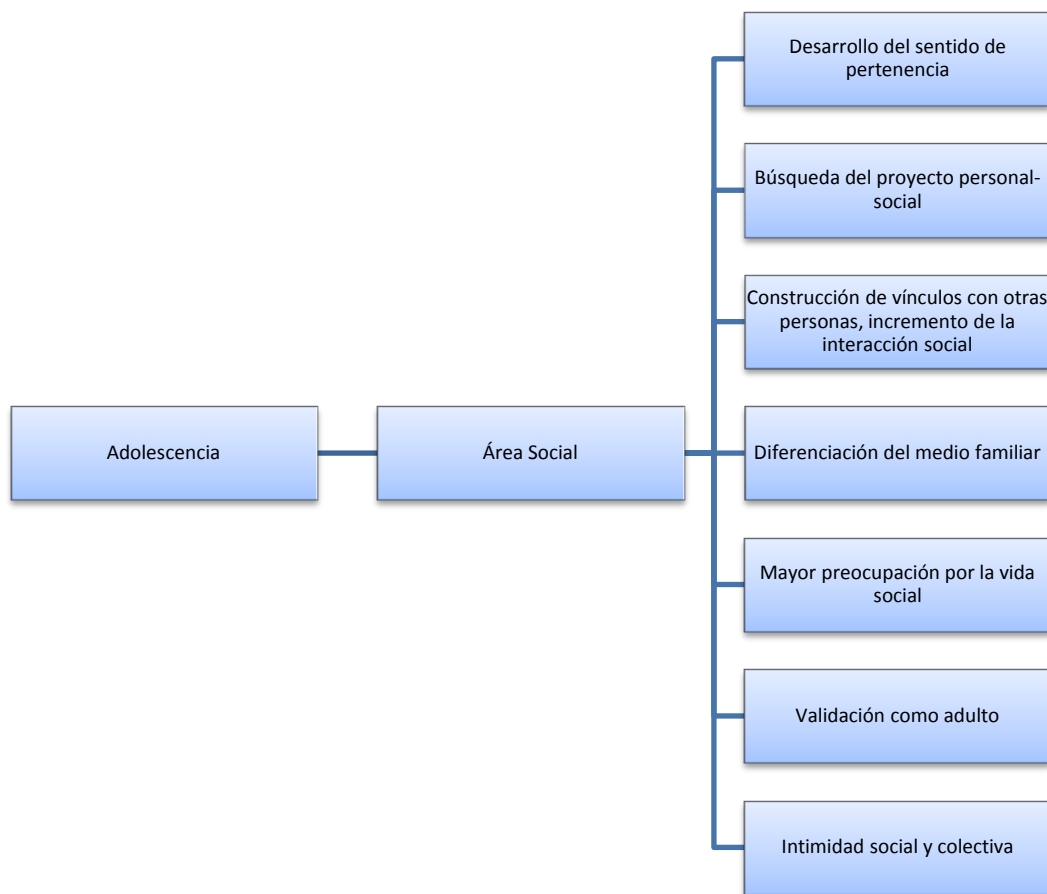 Desarrollo del sentido de
pertenencia
Búsqueda del proyecto personal-
social
Construcción de vínculos con otras
personas, incremento de la
interacción social
Adolescencia
Área Social
Diferenciación del medio familiar
Mayor preocupación por la vida
social
Validación como adulto
Intimidad social y colectiva